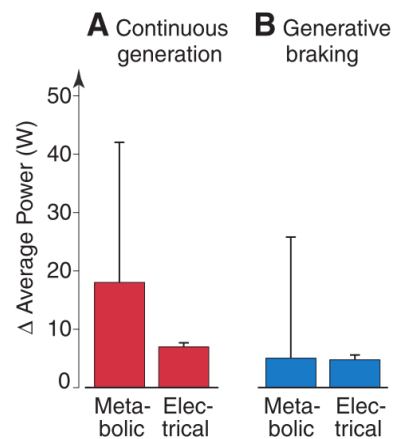 A Continuous
generation
B Generative
braking
Δ Average Power (W)
50
40
30
20
10
0
Meta-
bolic
Elec-
trical
Meta-
bolic
Elec-
trical